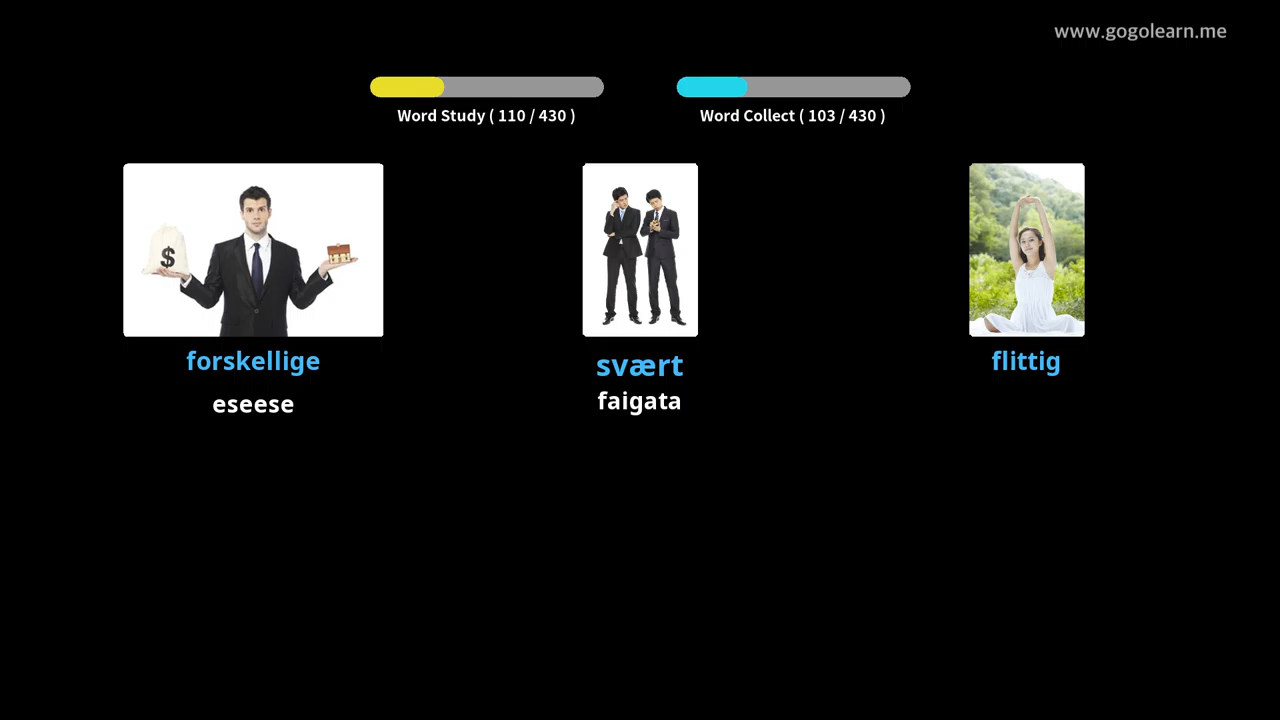 www.gogolearn.me
Word Study ( 110 / 430 )
Word Collect ( 103 / 430 )
$
forskellige
svært
flittig
eseese
faigata